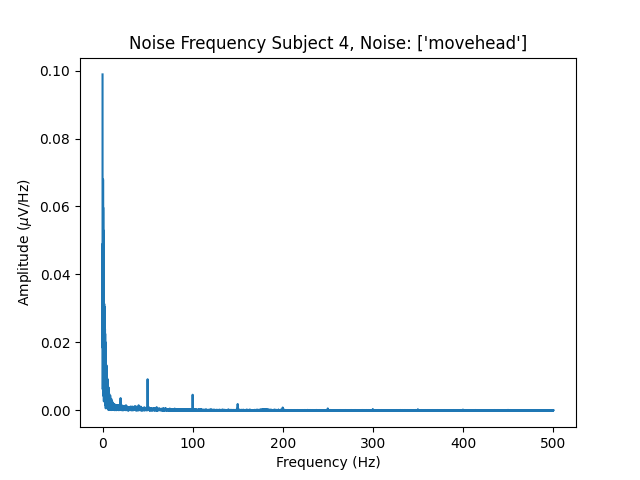 Noise Frequency Subject 4, Noise: ['movehead']
0.10
0.08
0.06
0.04
0.02
0.00
Amplitude (μV/Hz)
0 100 200 300 400 500
Frequency (Hz)